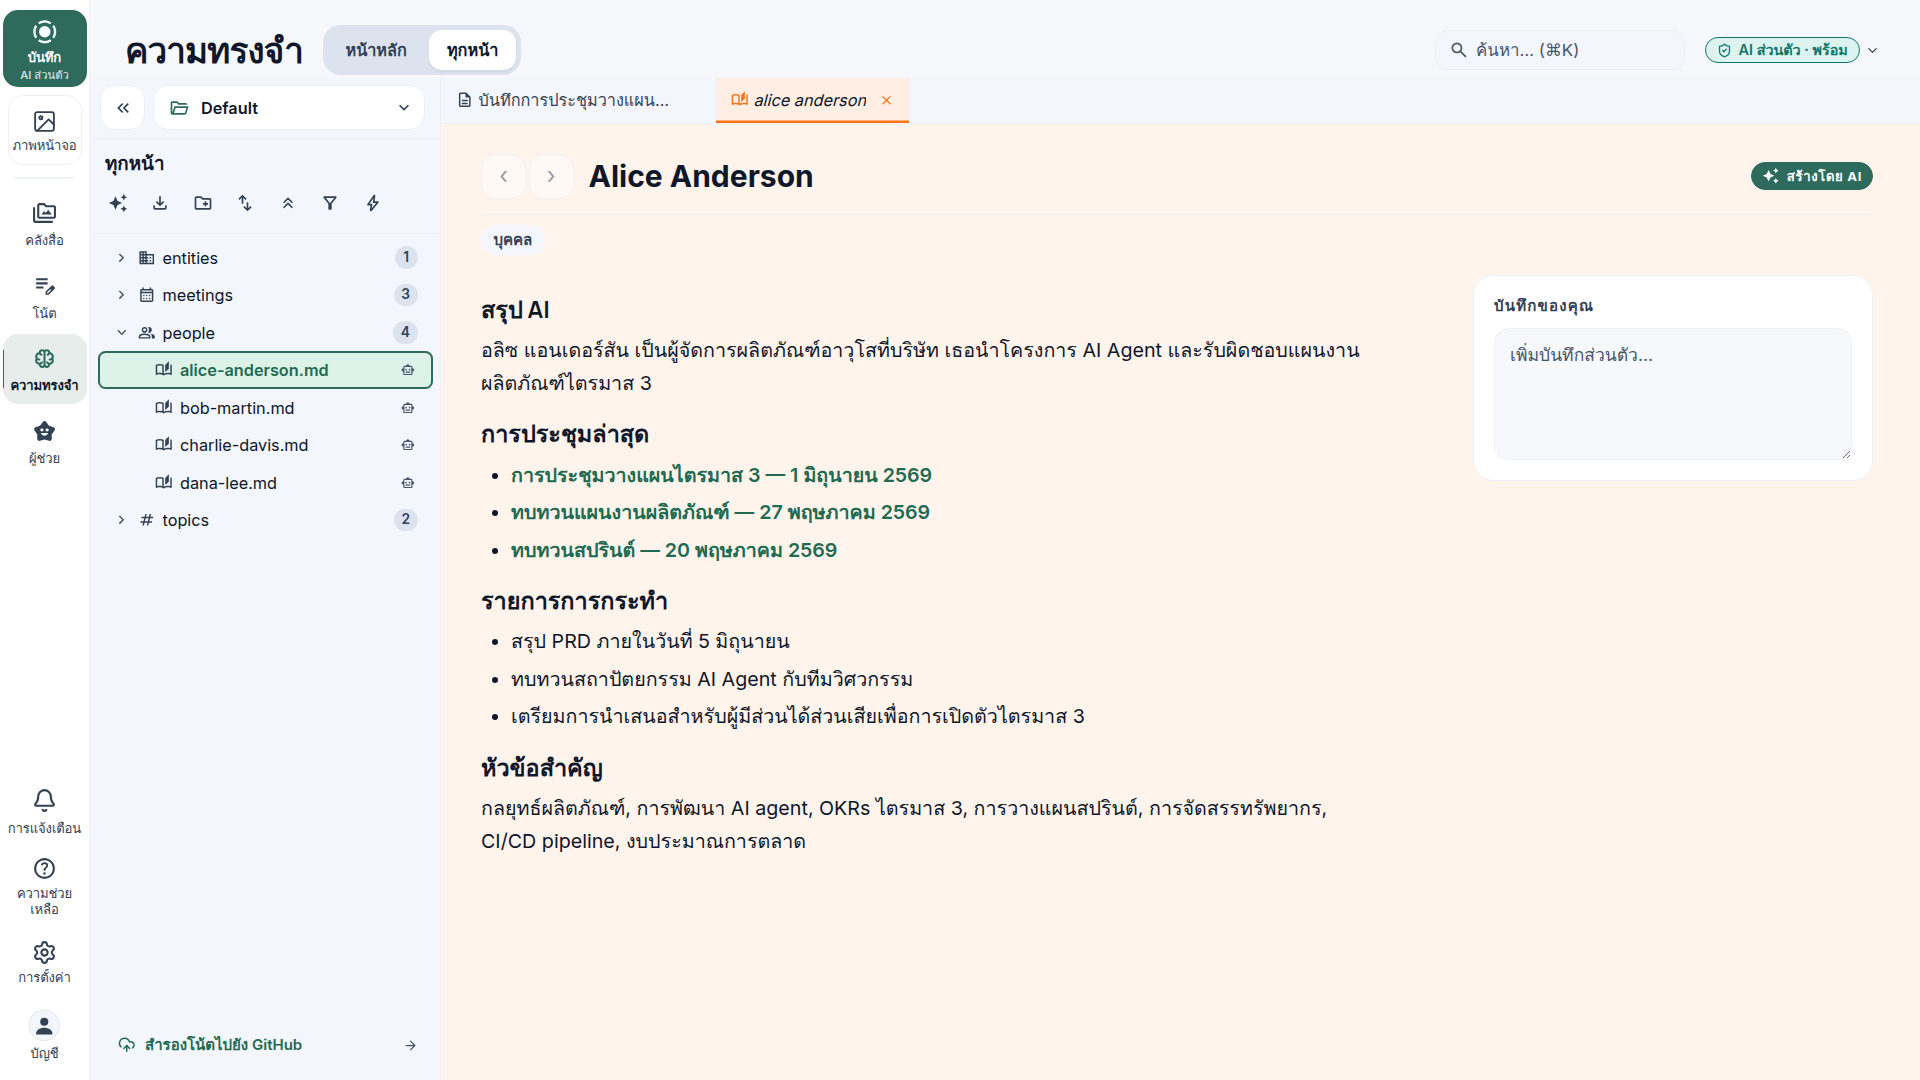 บันทึก
AI ส่วนตัว
ภาพหน้าจอ
คลังสื่อ
โน้ต
ความทรงจำ
ผู้ช่วย
การแจ้งเตือน
ความช่วย
เหลือ
การตั้งค่า
บัญชี
ความทรงจำ
หน้าหลัก
ทุกหน้า
ค้นหา... (⌘K)
AI ส่วนตัว · พร้อม
Default
ทุกหน้า
entities 1
meetings 3
people 4
alice-anderson.md
bob-martin.md
charlie-davis.md
dana-lee.md
topics 2
สำรองโน้ตไปยัง GitHub
บันทึกการประชุมวางแผน...
alice anderson
Alice Anderson
สร้างโดย AI
บุคคล
สรุป AI
อลิซ แอนเดอร์สัน เป็นผู้จัดการผลิตภัณฑ์อาวุโสที่บริษัท เธอนำโครงการ AI Agent และรับผิดชอบแผนงาน
ผลิตภัณฑ์ไตรมาส 3
การประชุมล่าสุด
การประชุมวางแผนไตรมาส 3 — 1 มิถุนายน 2569
ทบทวนแผนงานผลิตภัณฑ์ — 27 พฤษภาคม 2569
ทบทวนสปรินต์ — 20 พฤษภาคม 2569
รายการการกระทำ
สรุป PRD ภายในวันที่ 5 มิถุนายน
ทบทวนสถาปัตยกรรม AI Agent กับทีมวิศวกรรม
เตรียมการนำเสนอสำหรับผู้มีส่วนได้ส่วนเสียเพื่อการเปิดตัวไตรมาส 3
หัวข้อสำคัญ
กลยุทธ์ผลิตภัณฑ์, การพัฒนา AI agent, OKRs ไตรมาส 3, การวางแผนสปรินต์, การจัดสรรทรัพยากร,
CI/CD pipeline, งบประมาณการตลาด
บันทึกของคุณ
เพิ่มบันทึกส่วนตัว...